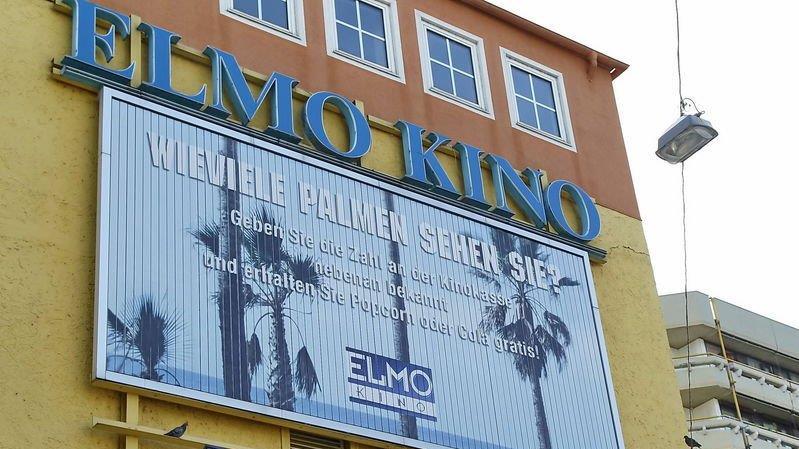 ELMO KINO
WIEVIELE PALMEN SEHEN SIE?
Geben Sie die Zahl an der Kinokasse
nebenan bekannt
und erhalten Sie Popcorn oder Cola gratis!
ELMO
KINO